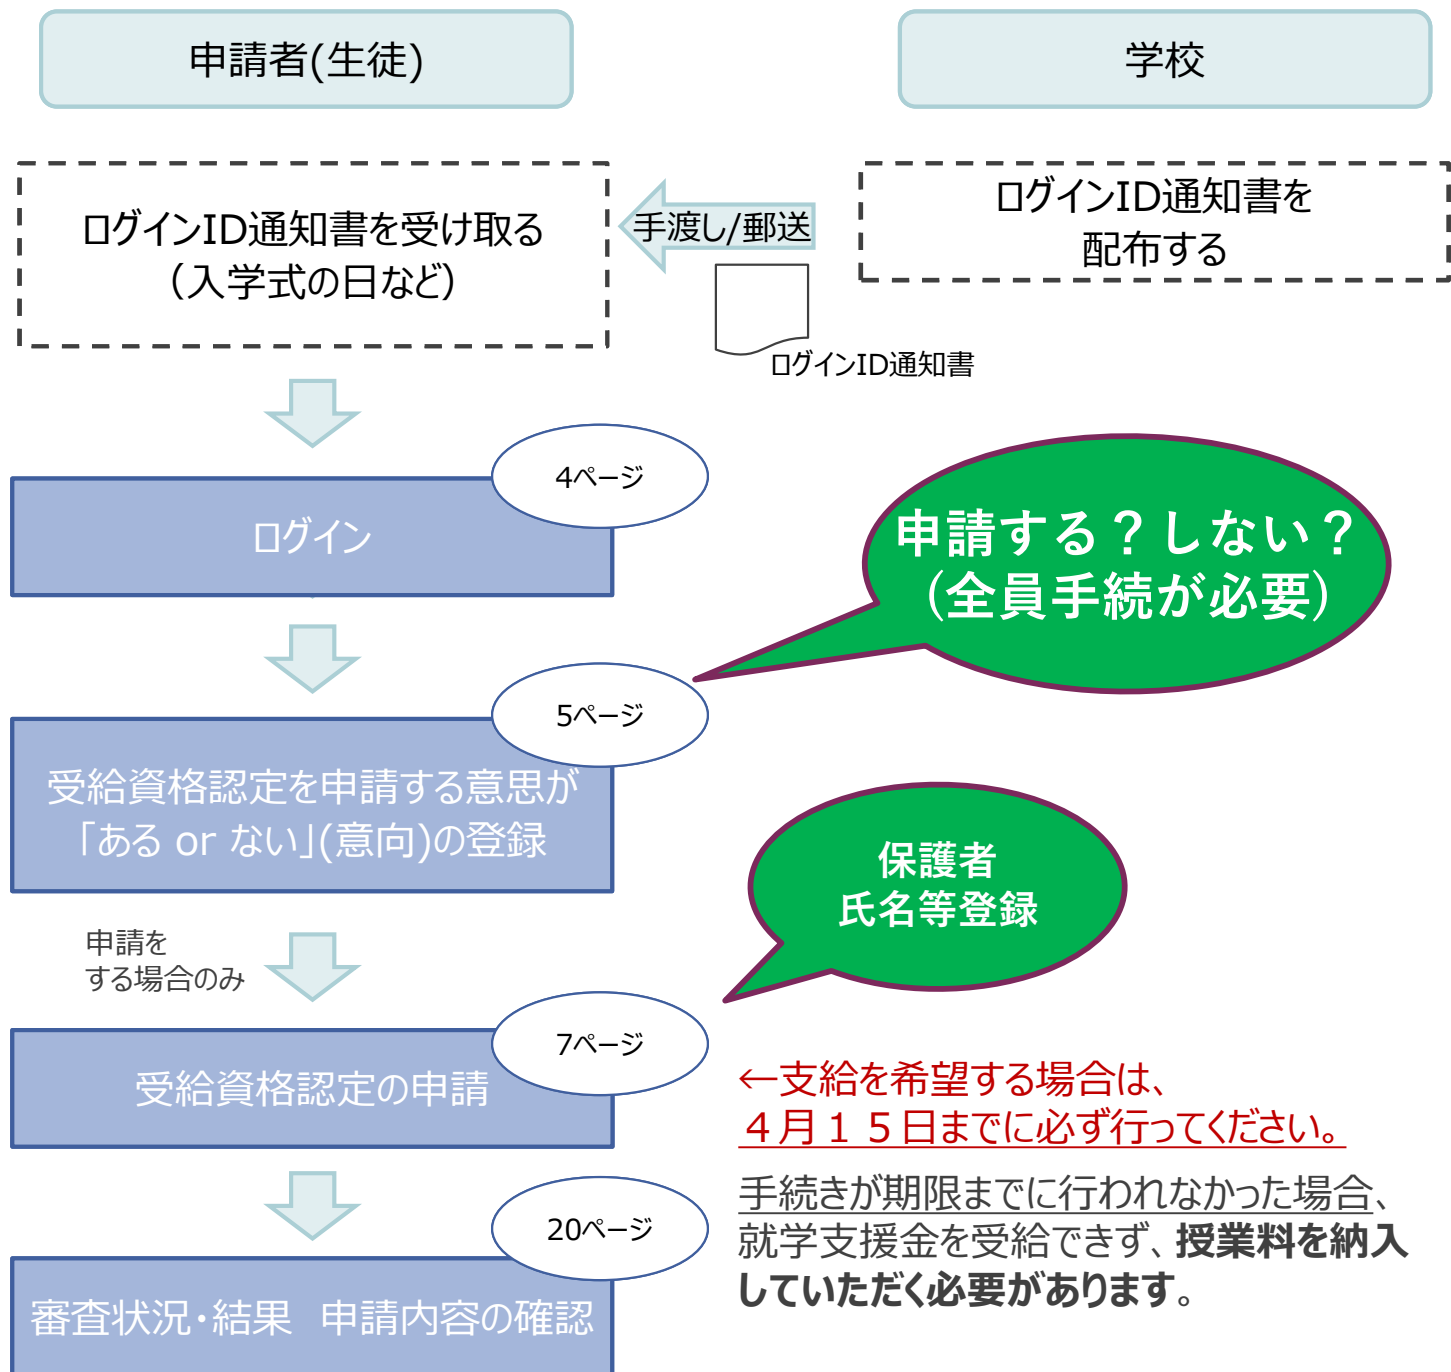 申請者(生徒)
学校
ログインID通知書を受け取る
（入学式の日など）
手渡し/郵送
ログインID通知書を
配布する
ログインID通知書
4ページ
ログイン
申請する？しない？
（全員手続が必要）
5ページ
受給資格認定を申請する意思が
「ある or ない」(意向)の登録
保護者
氏名等登録
申請を
する場合のみ
7ページ
受給資格認定の申請
←支給を希望する場合は、
４月１５日までに必ず行ってください。
手続きが期限までに行われなかった場合、
就学支援金を受給できず、授業料を納入
していただく必要があります。
20ページ
審査状況・結果　申請内容の確認